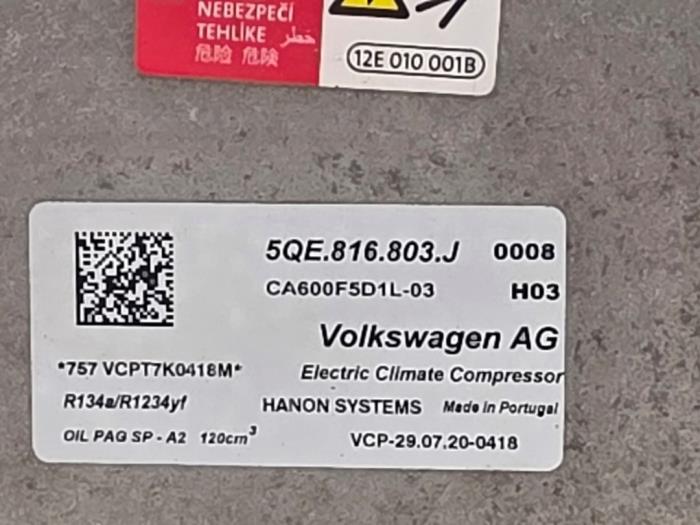 NEBEZPEČÍ
TEHLİKE خطر
危险 危険
12E 010 001B
5QE.816.803.J 0008
CA600F5D1L-03 H03
Volkswagen AG
*757 VCPT7K0418M*
Electric Climate Compressor
R134a/R1234yf
HANON SYSTEMS Made in Portugal
OIL PAG SP - A2 120cm³
VCP-29.07.20-0418